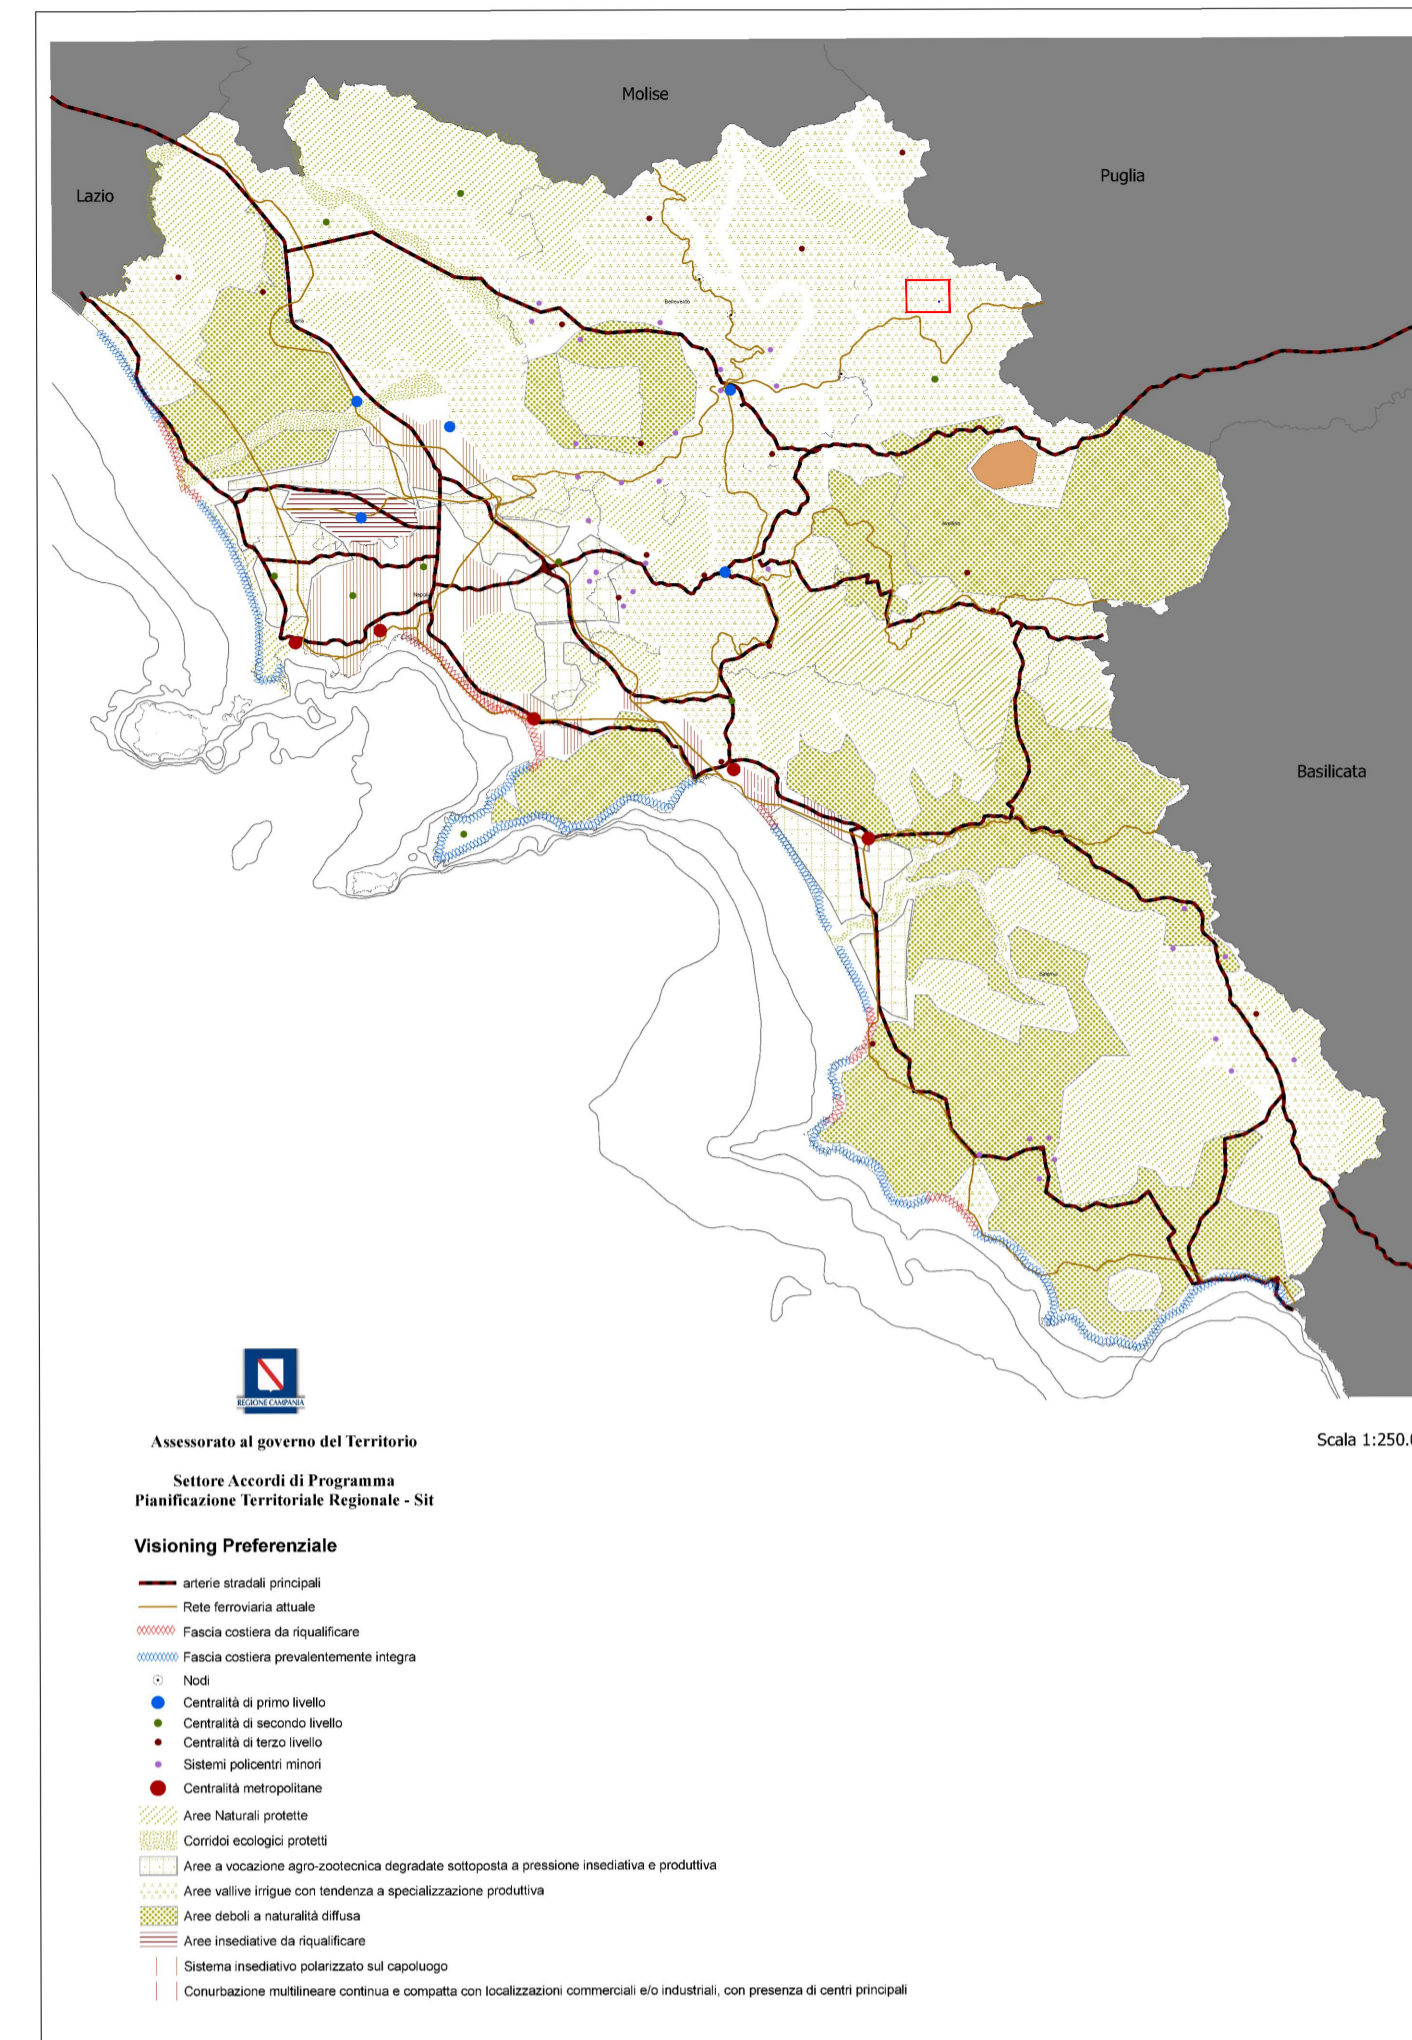 Molise
Puglia
Lazio
Benevento
Napoli
Salerno
Basilicata
REGIONE CAMPANIA
Assessorato al governo del Territorio
Scala 1:250.0
Settore Accordi di Programma
Pianificazione Territoriale Regionale - Sit
Visioning Preferenziale
arterie stradali principali
Rete ferroviaria attuale
Fascia costiera da riqualificare
Fascia costiera prevalentemente integra
Nodi
Centralità di primo livello
Centralità di secondo livello
Centralità di terzo livello
Sistemi policentri minori
Centralità metropolitane
Aree Naturali protette
Corridoi ecologici protetti
Aree a vocazione agro-zootecnica degradate sottoposta a pressione insediativa e produttiva
Aree vallive irrigue con tendenza a specializzazione produttiva
Aree deboli a naturalità diffusa
Aree insediative da riqualificare
Sistema insediativo polarizzato sul capoluogo
Conurbazione multilineare continua e compatta con localizzazioni commerciali e/o industriali, con presenza di centri principali